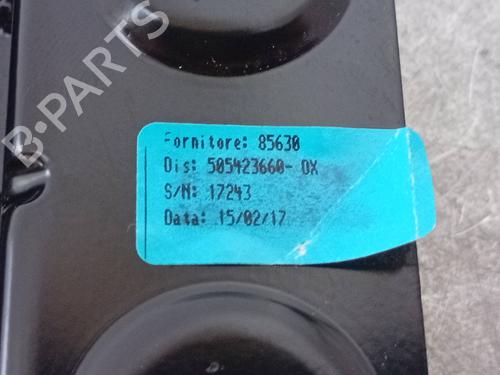 B-PARTS
Fornitore: 85630
Dis: 505423660- DX
S/N: 17243
Data: 15/02/17